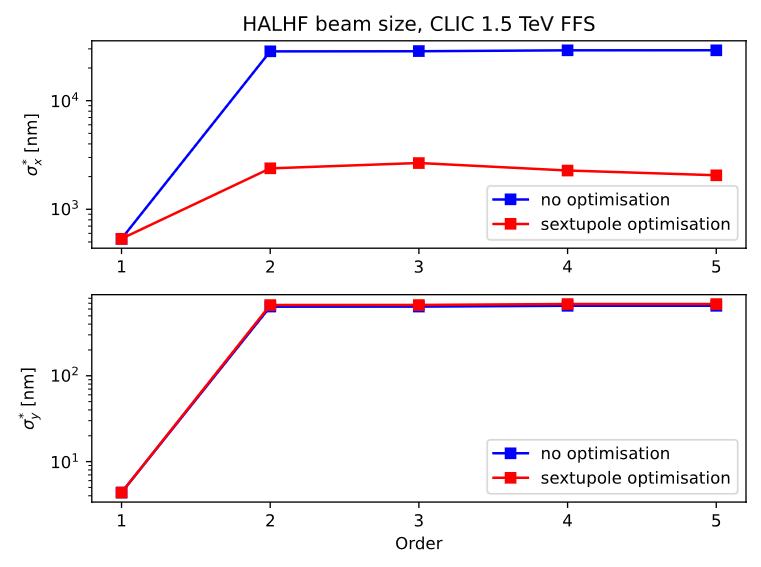 HALHF beam size, CLIC 1.5 TeV FFS
σ*x [nm]
10⁴
10³
no optimisation
sextupole optimisation
1 2 3 4 5
σ*y [nm]
10²
10¹
no optimisation
sextupole optimisation
1 2 3 4 5
Order